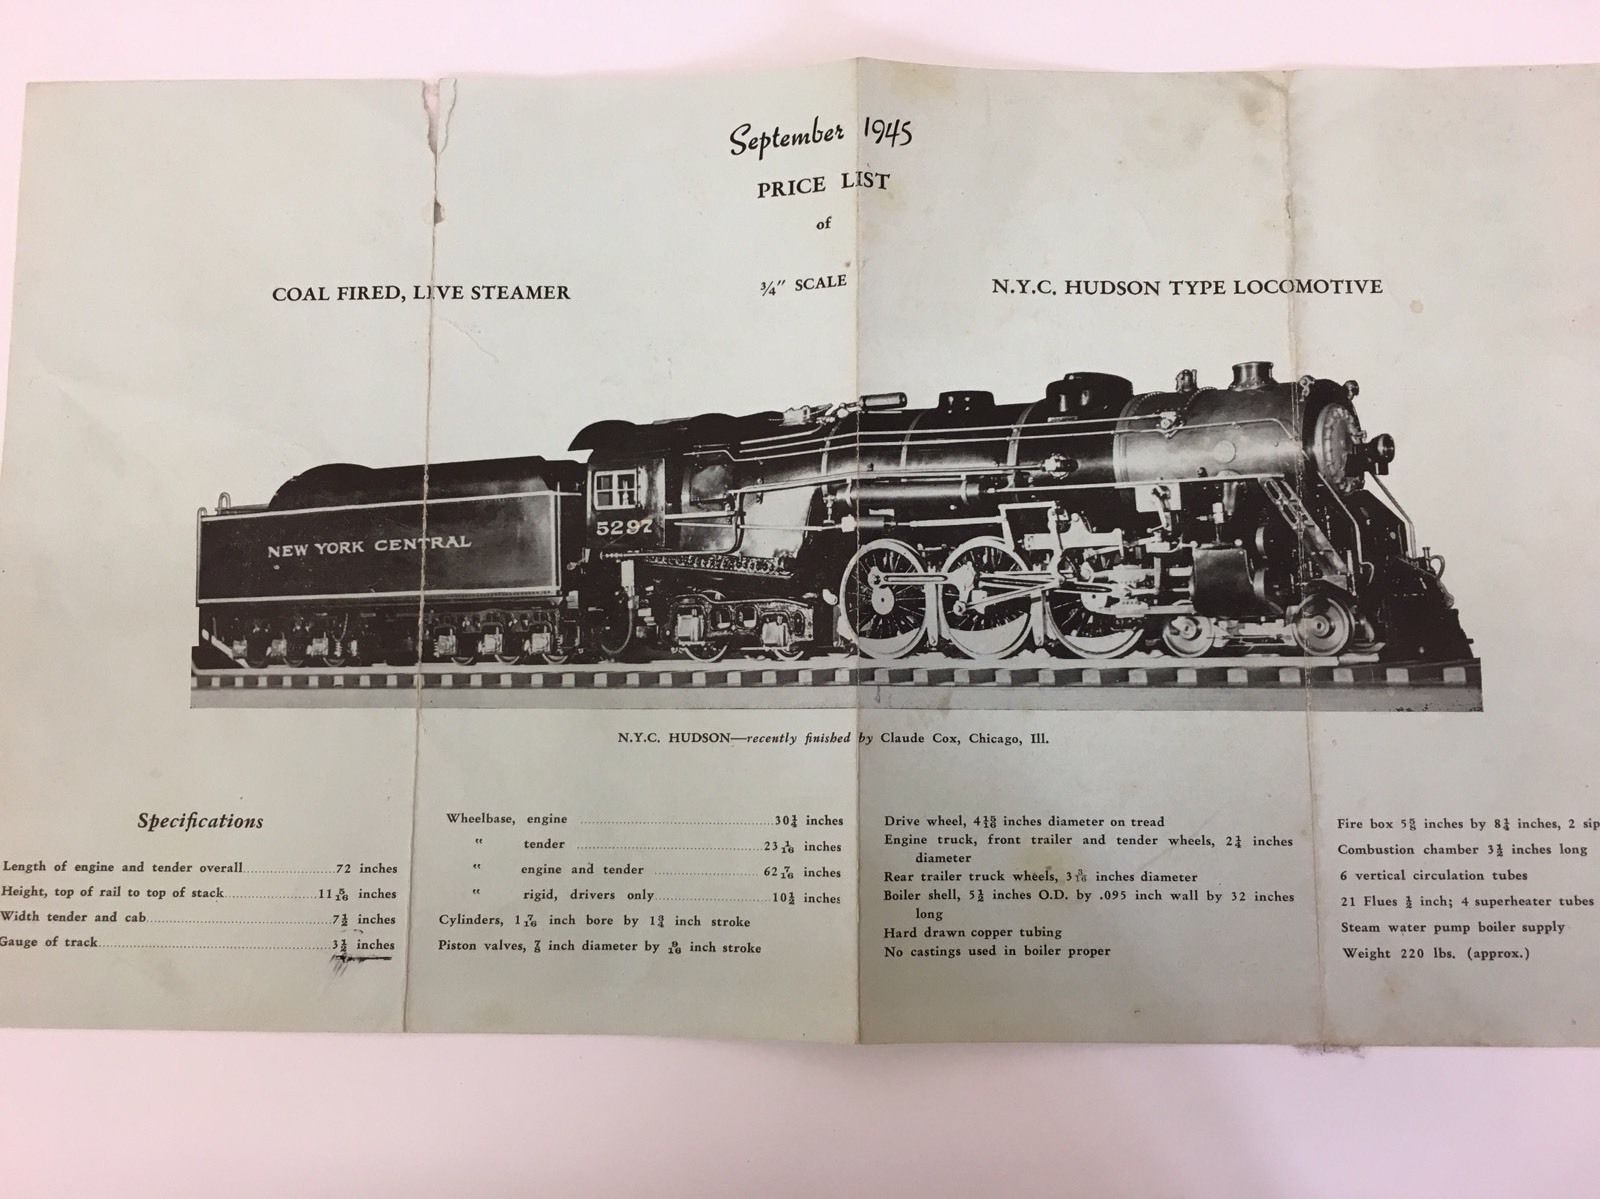 September 1945
PRICE LIST
of
COAL FIRED, LIVE STEAMER
¾" SCALE
N.Y.C. HUDSON TYPE LOCOMOTIVE
NEW YORK CENTRAL
5297
N.Y.C. HUDSON—recently finished by Claude Cox, Chicago, Ill.
Specifications
Length of engine and tender overall 72 inches
Height, top of rail to top of stack 11 5/16 inches
Width tender and cab 7½ inches
Gauge of track 3½ inches
Wheelbase, engine 30¼ inches
" tender 23 1/16 inches
" engine and tender 62 7/16 inches
" rigid, drivers only 10½ inches
Cylinders, 1 7/16 inch bore by 1¾ inch stroke
Piston valves, ⅞ inch diameter by 9/16 inch stroke
Drive wheel, 4 15/16 inches diameter on tread
Engine truck, front trailer and tender wheels, 2¼ inches
diameter
Rear trailer truck wheels, 3 3/16 inches diameter
Boiler shell, 5½ inches O.D. by .095 inch wall by 32 inches
long
Hard drawn copper tubing
No castings used in boiler proper
Fire box 5⅝ inches by 8¼ inches, 2 sip
Combustion chamber 3½ inches long
6 vertical circulation tubes
21 Flues ½ inch; 4 superheater tubes
Steam water pump boiler supply
Weight 220 lbs. (approx.)